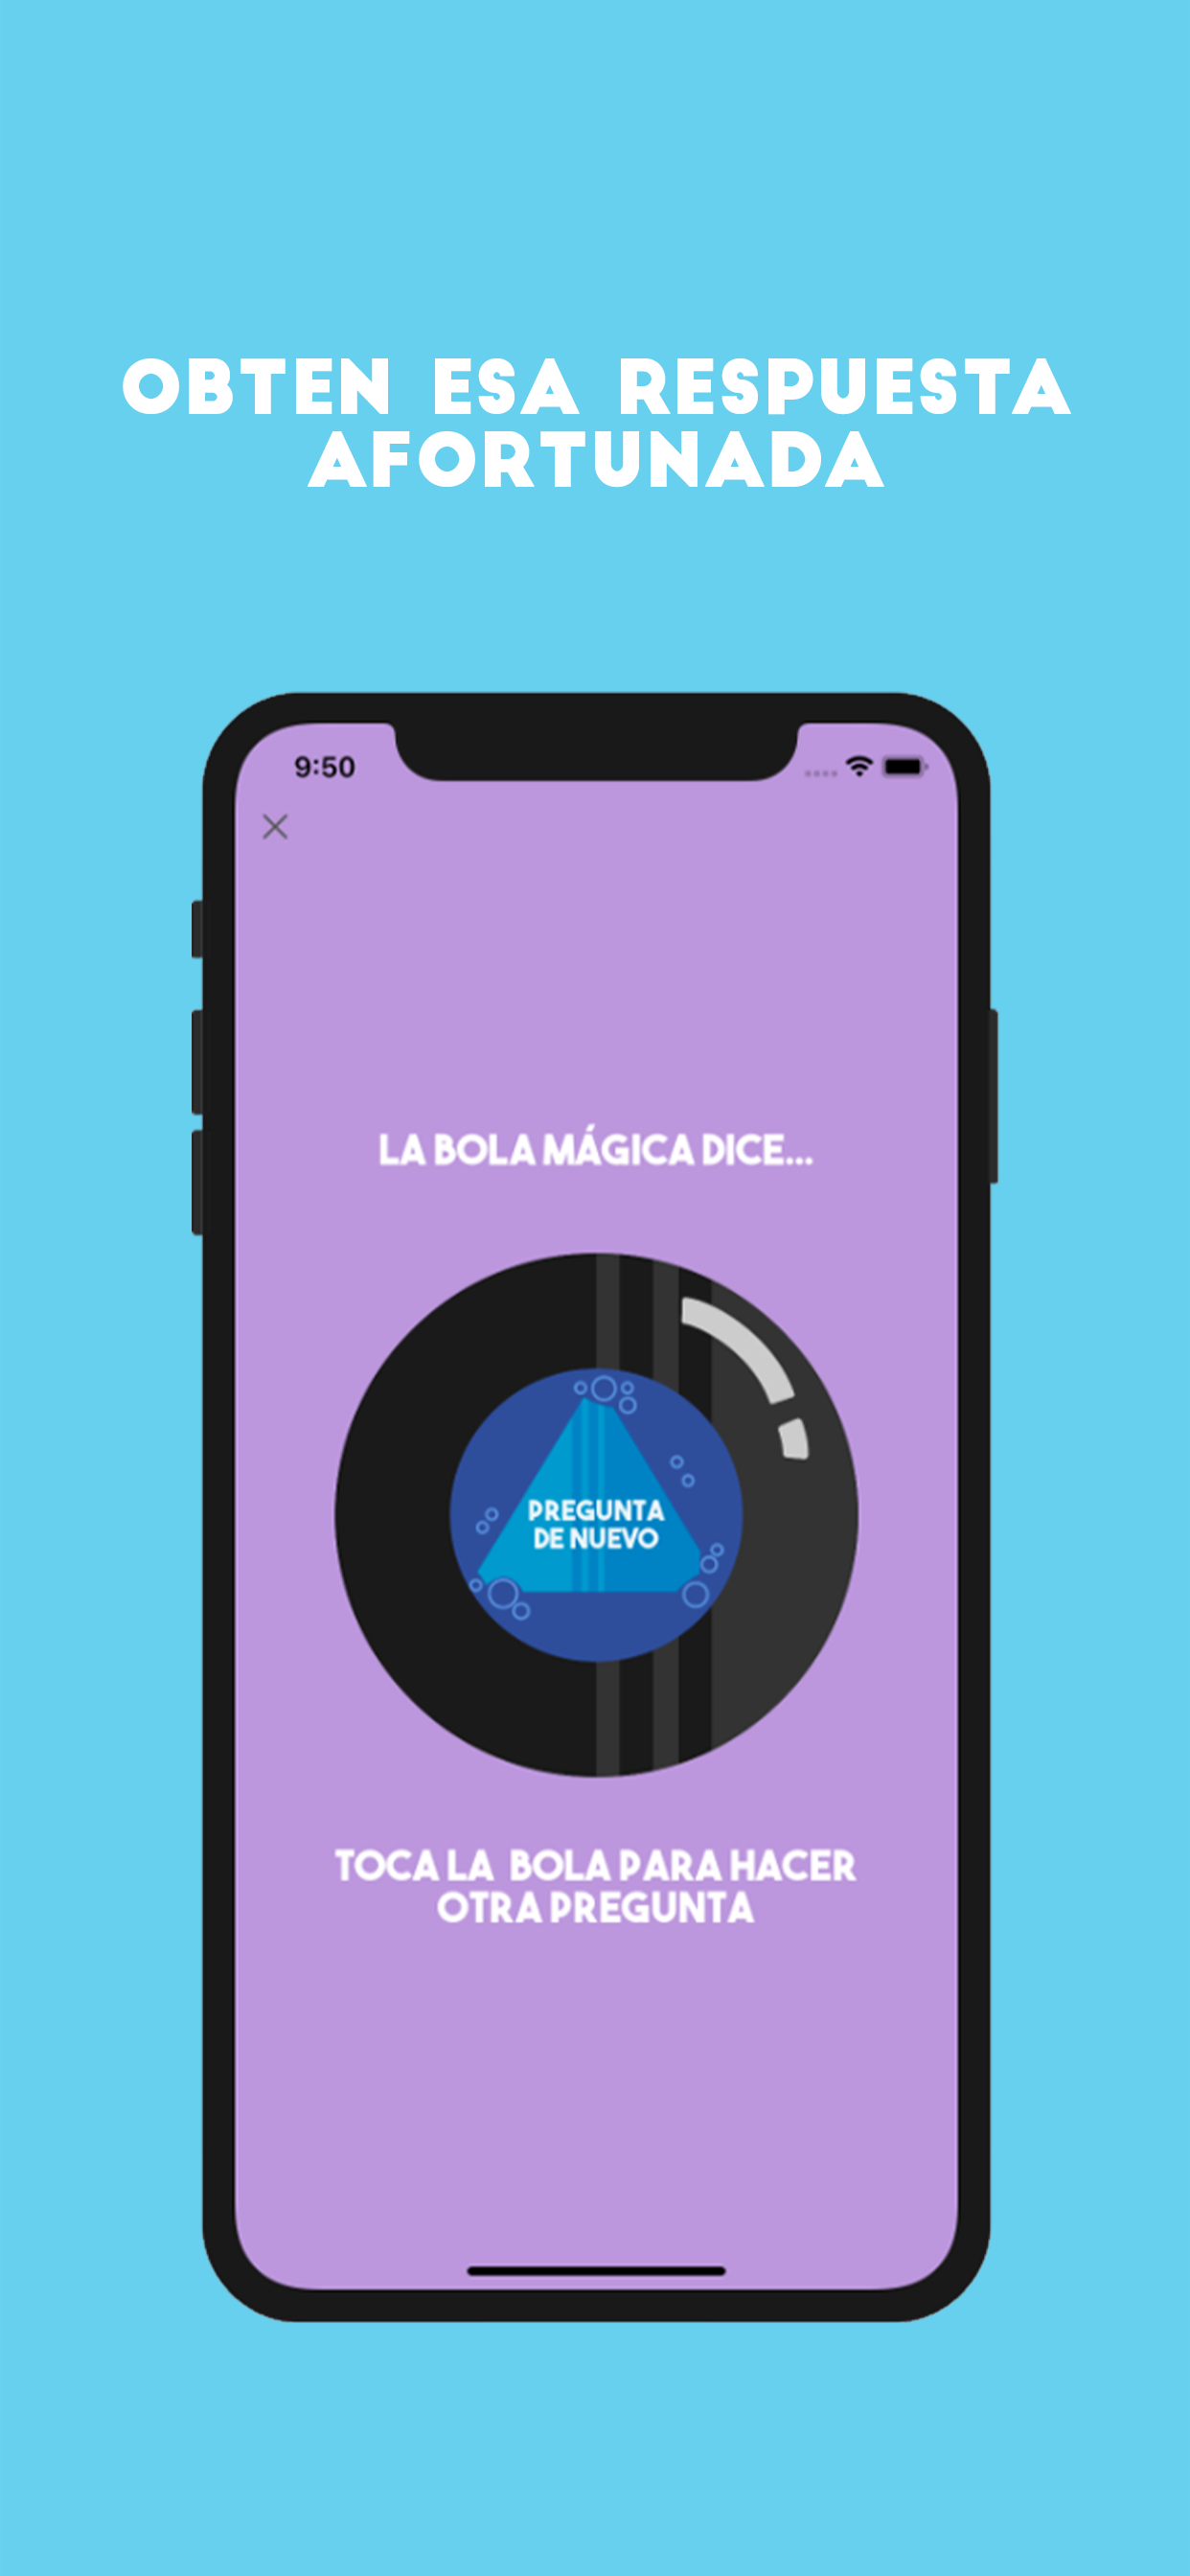 OBTEN ESA RESPUESTA
AFORTUNADA
9:50
LA BOLA MÁGICA DICE...
PREGUNTA
DE NUEVO
TOCA LA BOLA PARA HACER
OTRA PREGUNTA